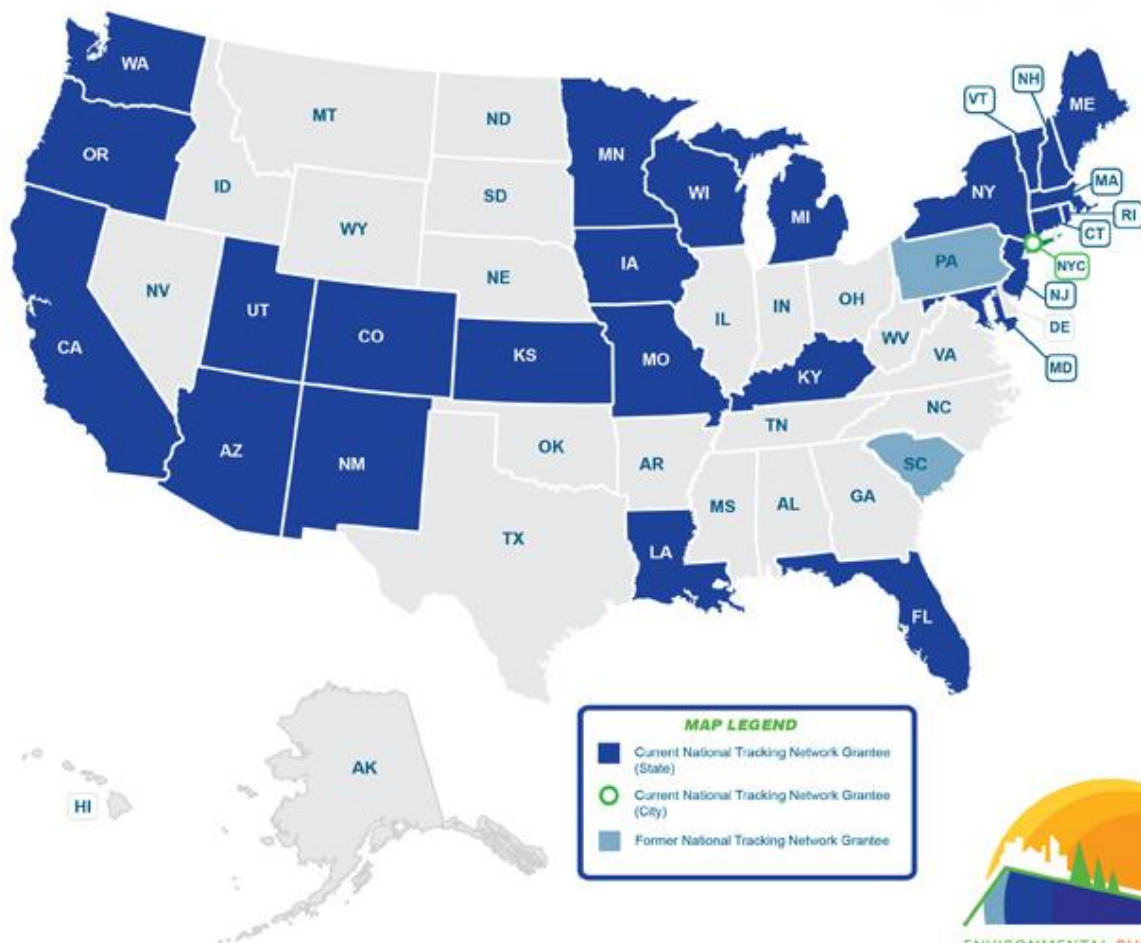 WA
MT
ND
MN
VT
NH
ME
OR
ID
SD
WI
MI
NY
MA
RI
CT
WY
IA
PA
NYC
NV
NE
NJ
UT
CO
IL
IN
OH
DE
CA
KS
MO
WV
VA
MD
KY
NC
AZ
NM
OK
AR
TN
SC
MS
AL
GA
TX
LA
FL
AK
HI
MAP LEGEND
Current National Tracking Network Grantee
(State)
Current National Tracking Network Grantee
(City)
Former National Tracking Network Grantee
ENVIRONMENTAL